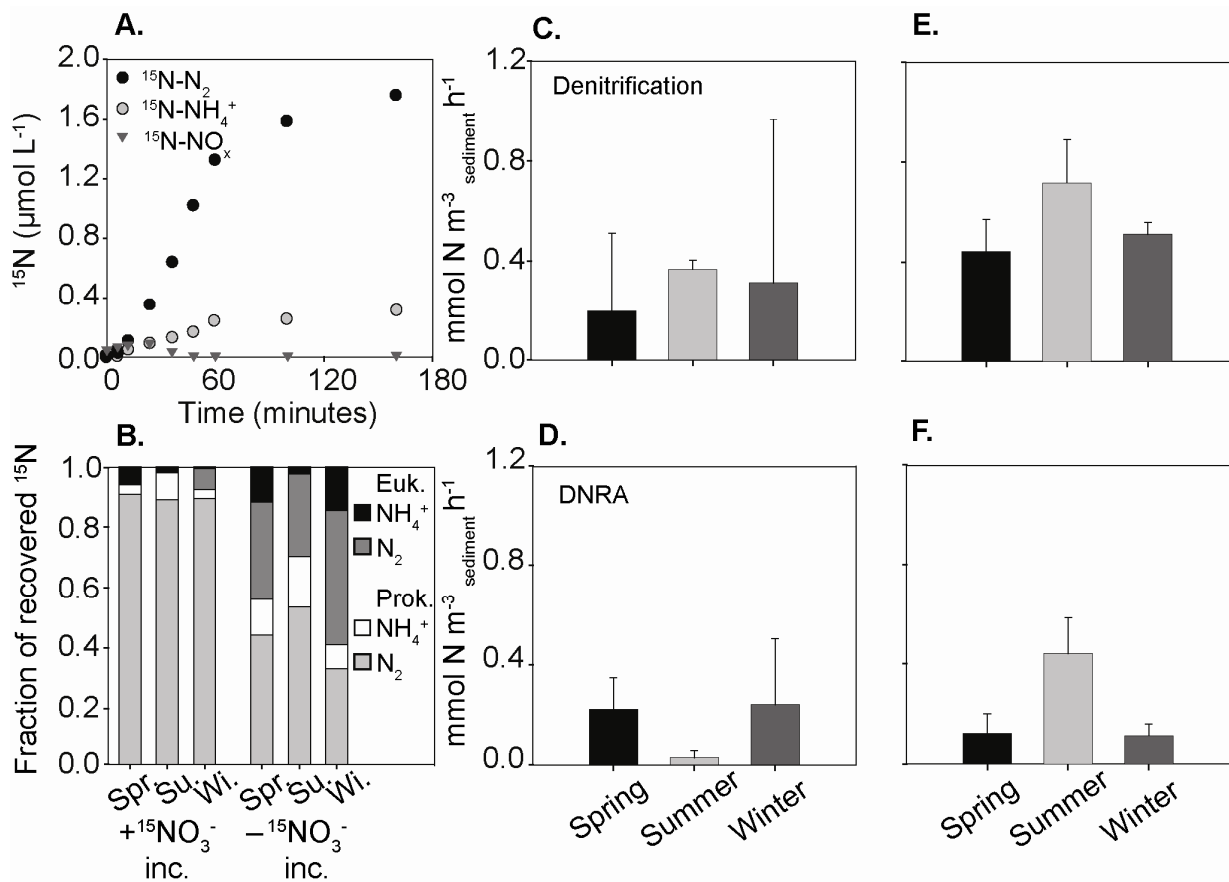 A.
2.0
1.6
1.2
0.8
0.4
0.0
¹⁵N (µmol L⁻¹)
¹⁵N-N₂
¹⁵N-NH₄⁺
¹⁵N-NOₓ
0
60
120
180
Time (minutes)
C.
1.2
0.8
0.4
0.0
mmol N m⁻³ sediment h⁻¹
Denitrification
E.
B.
1.0
0.8
0.6
0.4
0.2
0.0
Fraction of recovered ¹⁵N
Euk.
NH₄⁺
N₂
Prok.
NH₄⁺
N₂
Spr.
Su.
Wi.
Spr.
Su.
Wi.
+¹⁵NO₃⁻
inc.
–¹⁵NO₃⁻
inc.
D.
1.2
0.8
0.4
0.0
mmol N m⁻³ sediment h⁻¹
DNRA
Spring
Summer
Winter
F.
Spring
Summer
Winter